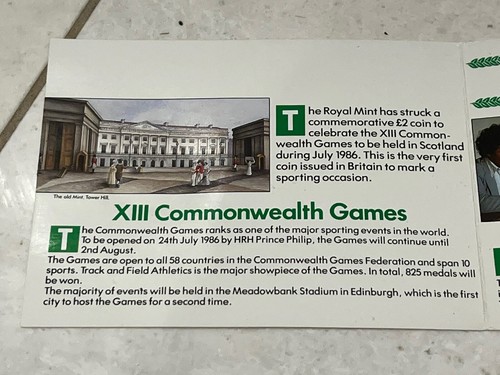 The Royal Mint has struck a
commemorative £2 coin to
celebrate the XIII Common-
wealth Games to be held in Scotland
during July 1986. This is the very first
coin issued in Britain to mark a
sporting occasion.
The old Mint, Tower Hill.
XIII Commonwealth Games
The Commonwealth Games ranks as one of the major sporting events in the world.
To be opened on 24th July 1986 by HRH Prince Philip, the Games will continue until
2nd August.
The Games are open to all 58 countries in the Commonwealth Games Federation and span 10
sports. Track and Field Athletics is the major showpiece of the Games. In total, 825 medals will
be won.
The majority of events will be held in the Meadowbank Stadium in Edinburgh, which is the first
city to host the Games for a second time.